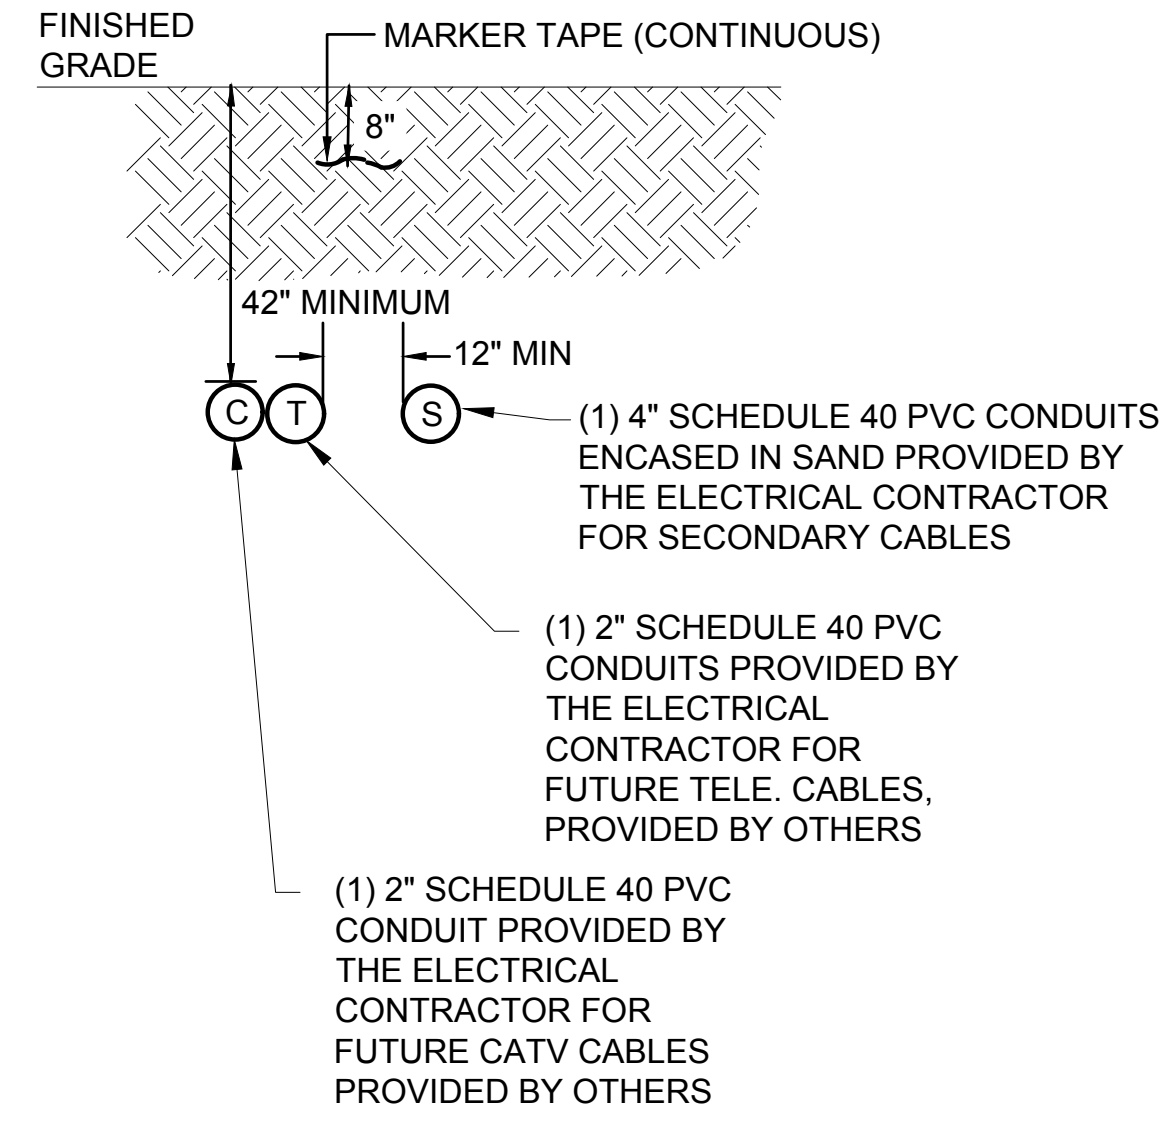 FINISHED
GRADE
MARKER TAPE (CONTINUOUS)
8"
42" MINIMUM
12" MIN
C
T
S
(1) 4" SCHEDULE 40 PVC CONDUITS
ENCASED IN SAND PROVIDED BY
THE ELECTRICAL CONTRACTOR
FOR SECONDARY CABLES
(1) 2" SCHEDULE 40 PVC
CONDUITS PROVIDED BY
THE ELECTRICAL
CONTRACTOR FOR
FUTURE TELE. CABLES,
PROVIDED BY OTHERS
(1) 2" SCHEDULE 40 PVC
CONDUIT PROVIDED BY
THE ELECTRICAL
CONTRACTOR FOR
FUTURE CATV CABLES
PROVIDED BY OTHERS